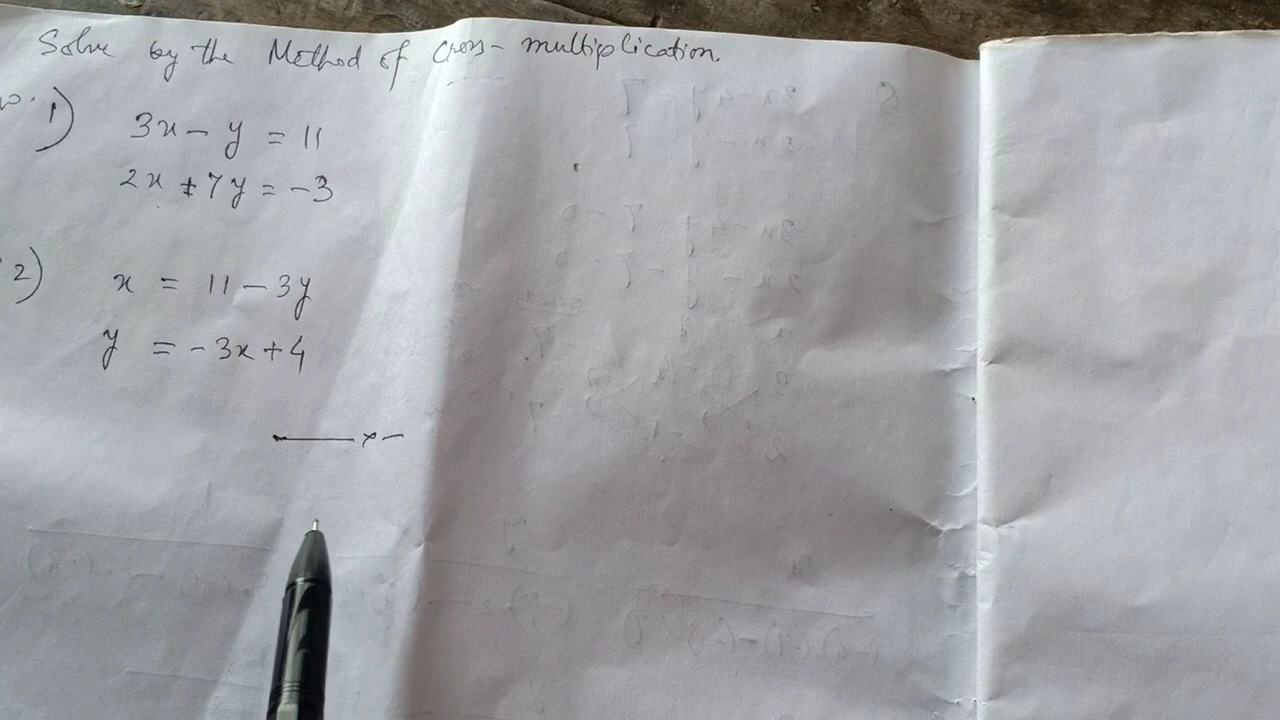 Solve by the Method of Cross-multiplication.
1) 3x - y = 11
2x + 7y = -3
2) x = 11 - 3y
y = -3x + 4